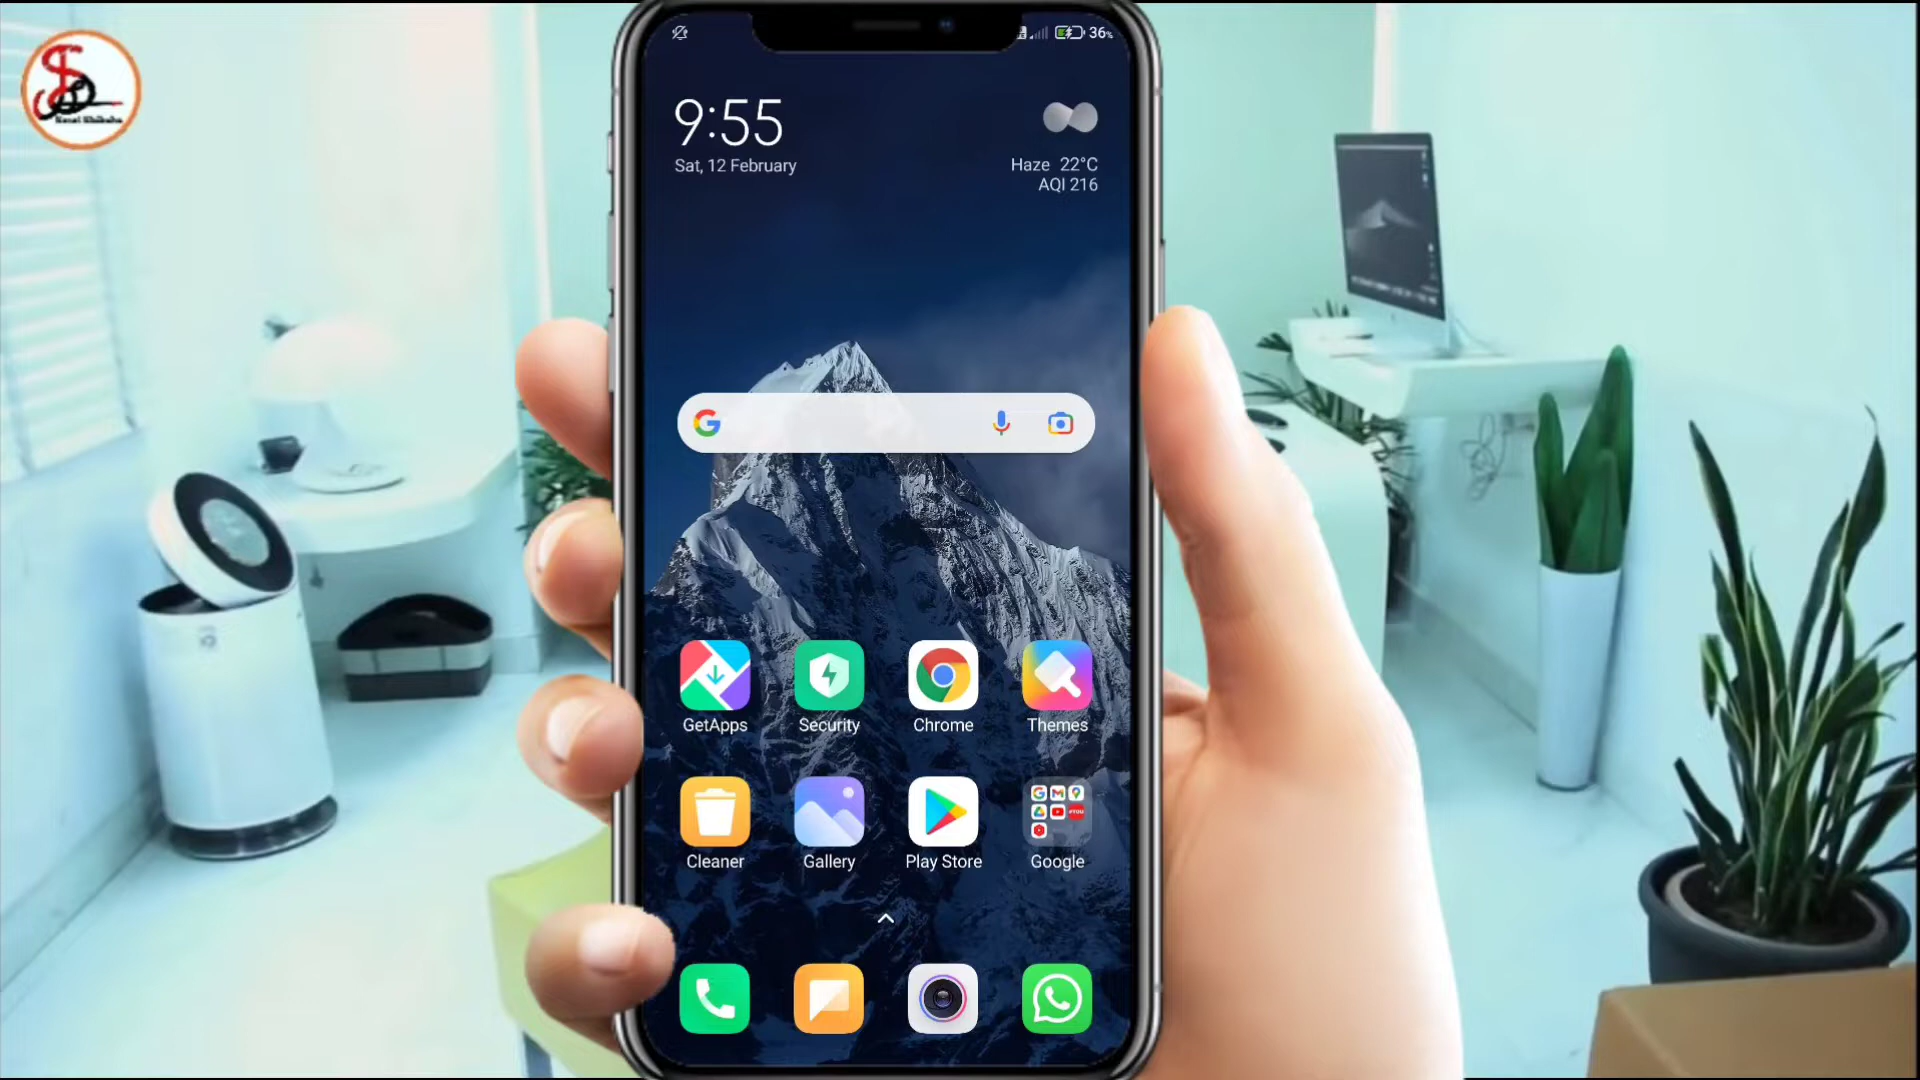 36%
9:55
Sat, 12 February
Haze 22°C
AQI 216
GetApps
Security
Chrome
Themes
Cleaner
Gallery
Play Store
Google